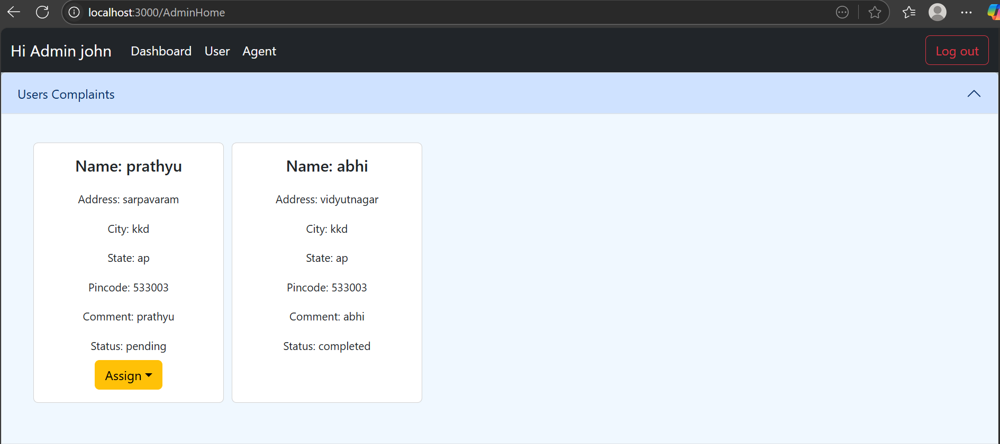 localhost:3000/AdminHome
Hi Admin john Dashboard User Agent Log out
Users Complaints
Name: prathyu
Address: sarpavaram
City: kkd
State: ap
Pincode: 533003
Comment: prathyu
Status: pending
Assign
Name: abhi
Address: vidyutnagar
City: kkd
State: ap
Pincode: 533003
Comment: abhi
Status: completed